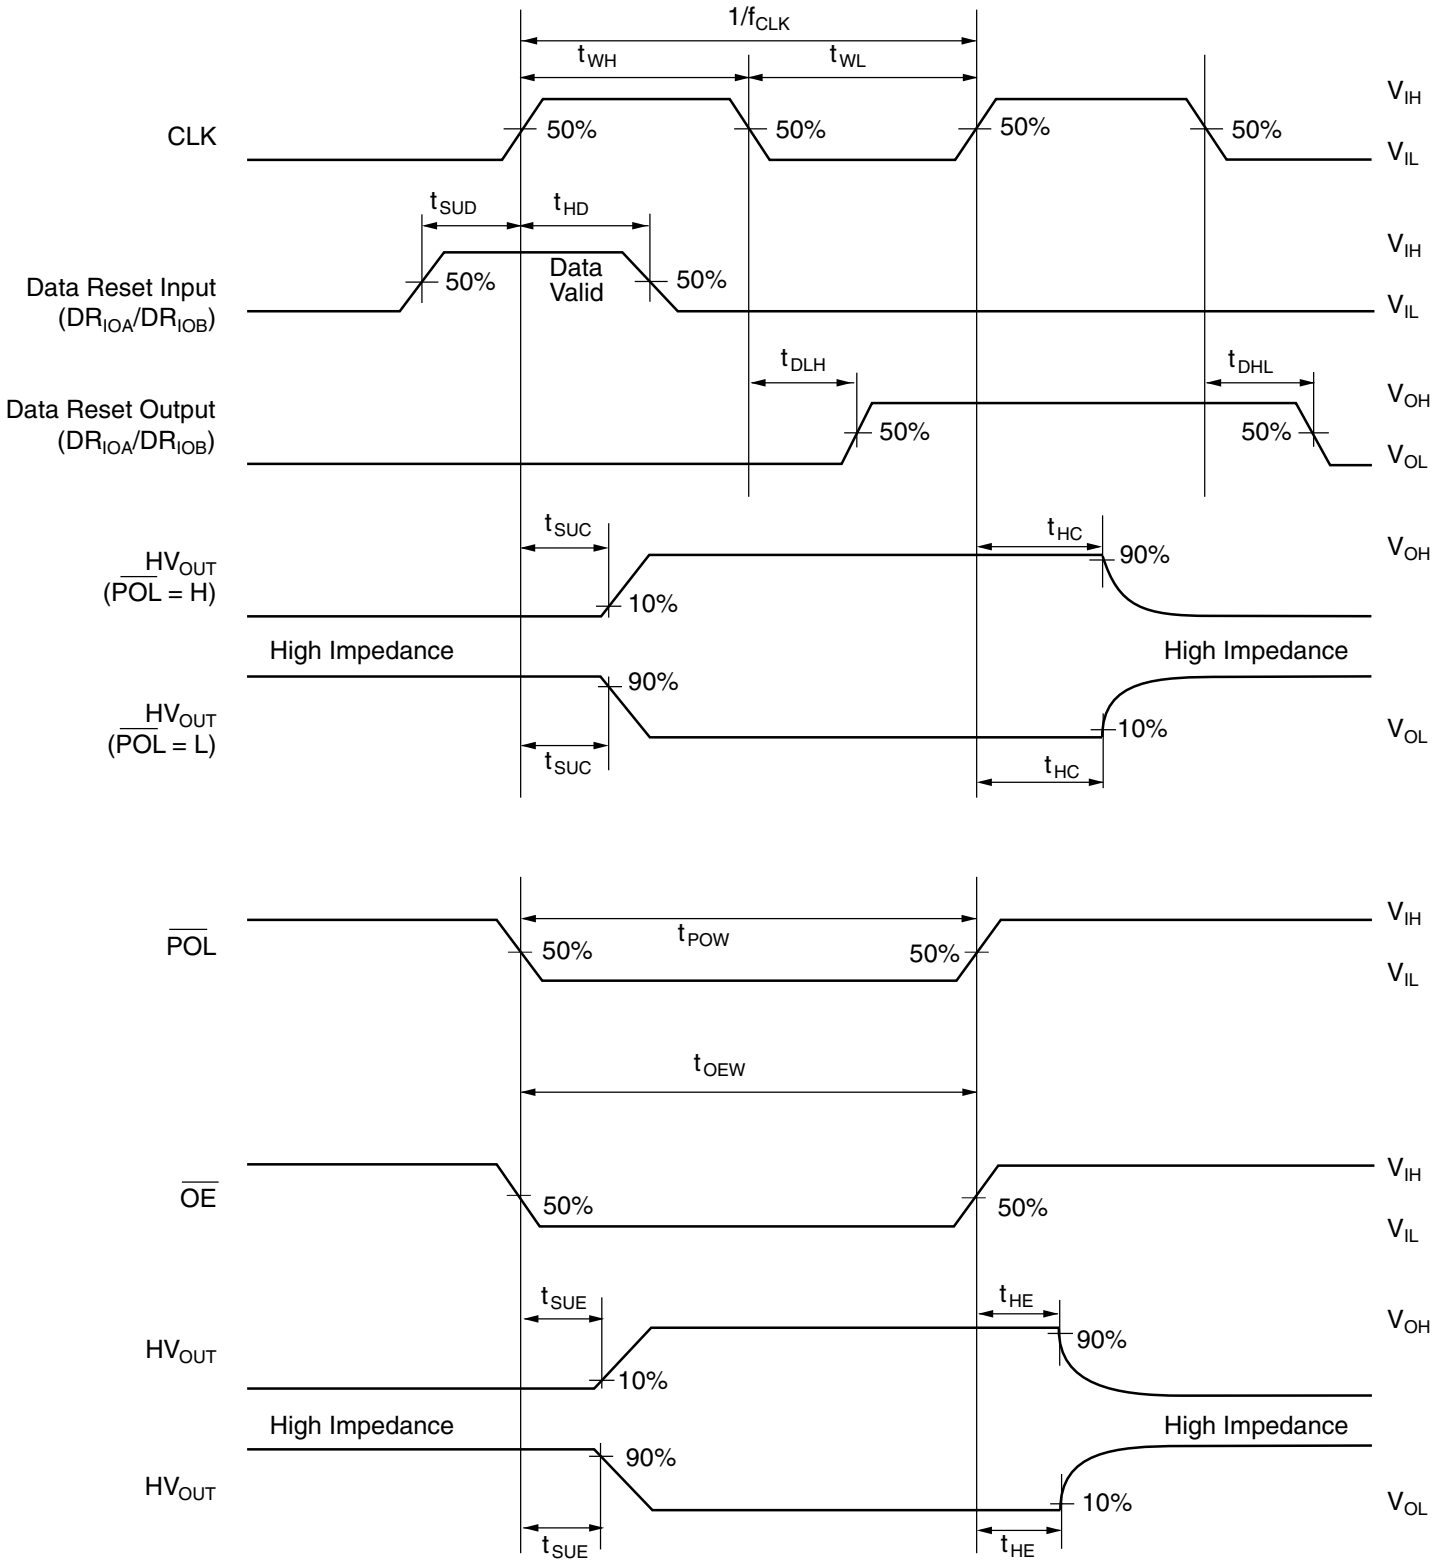 1/fCLK
tWH tWL
CLK 50% 50% 50% 50% VIH
VIL
tSUD tHD
Data Reset Input
(DRIOA/DRIOB) 50% Data
Valid 50% VIH
VIL
tDLH tDHL
Data Reset Output
(DRIOA/DRIOB) 50% 50% VOH
VOL
tSUC tHC
HVOUT
(POL = H) 10% 90% VOH
High Impedance High Impedance
HVOUT
(POL = L) 90% 10% VOL
tSUC tHC
POL 50% tPOW 50% VIH
VIL
tOEW
OE 50% 50% VIH
VIL
tSUE tHE
HVOUT 10% 90% VOH
High Impedance High Impedance
HVOUT 90% 10% VOL
tSUE tHE